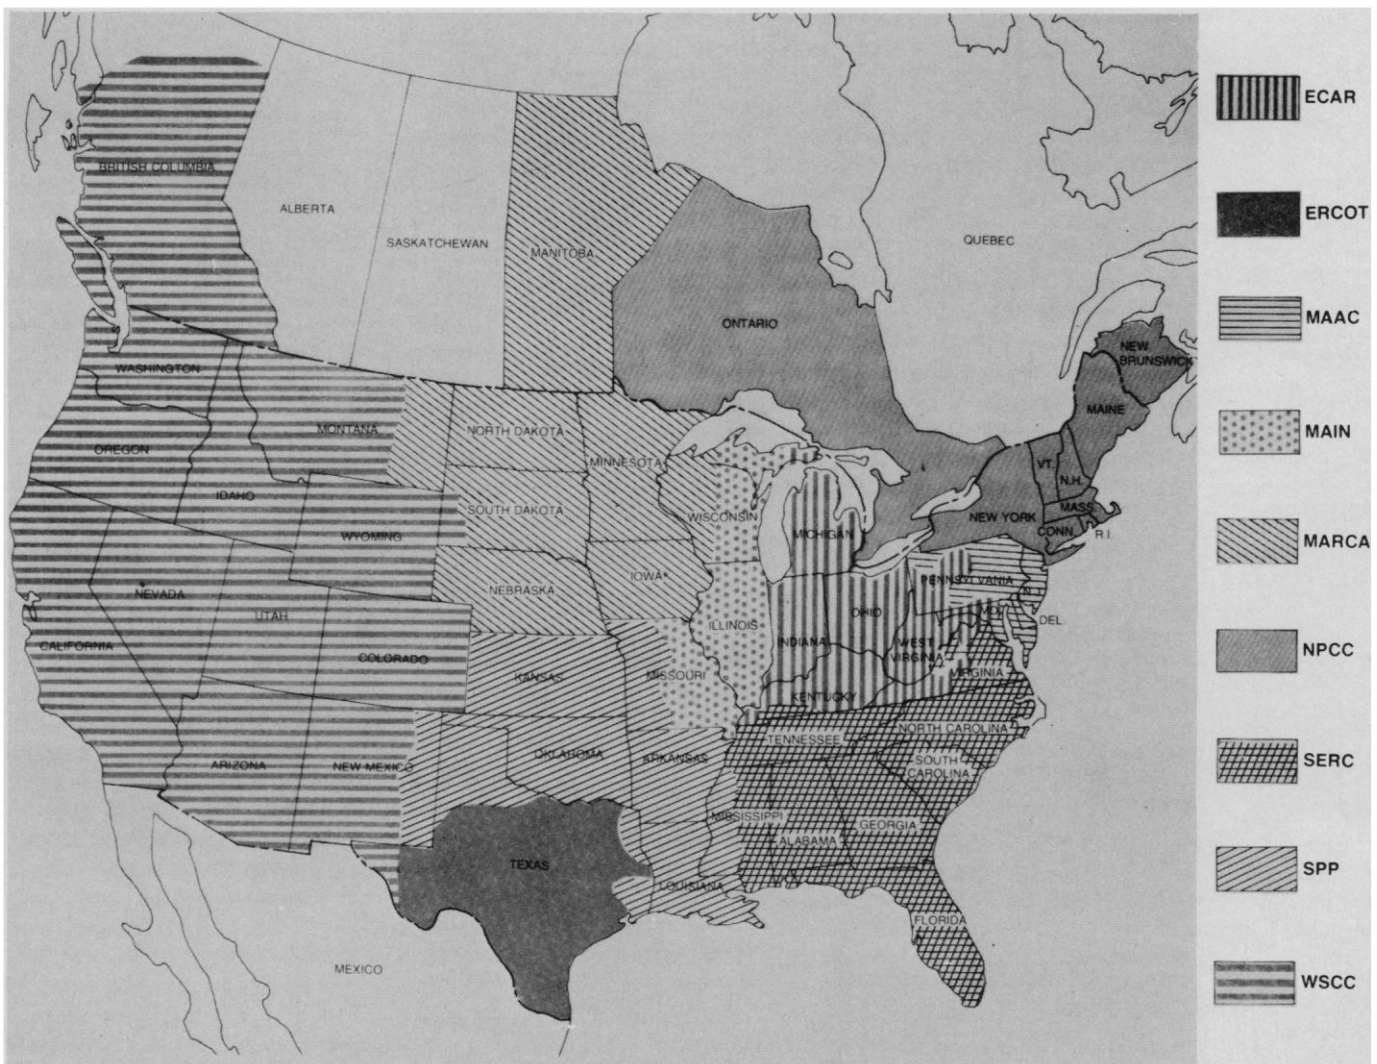 BRITISH COLUMBIA
ALBERTA
SASKATCHEWAN
MANITOBA
ONTARIO
QUEBEC
NEW
BRUNSWICK
MAINE
VT.
N.H.
MASS.
CONN.
R.I.
NEW YORK
WASHINGTON
MONTANA
NORTH DAKOTA
MINNESOTA
OREGON
IDAHO
SOUTH DAKOTA
WISCONSIN
MICHIGAN
WYOMING
PENNSYLVANIA
N.J.
NEVADA
UTAH
NEBRASKA
IOWA
ILLINOIS
INDIANA
OHIO
WEST
VIRGINIA
MD.
DEL.
CALIFORNIA
COLORADO
KANSAS
MISSOURI
KENTUCKY
VIRGINIA
ARIZONA
NEW MEXICO
OKLAHOMA
ARKANSAS
TENNESSEE
NORTH CAROLINA
SOUTH
CAROLINA
MISSISSIPPI
ALABAMA
GEORGIA
TEXAS
LOUISIANA
FLORIDA
MEXICO
ECAR
ERCOT
MAAC
MAIN
MARCA
NPCC
SERC
SPP
WSCC